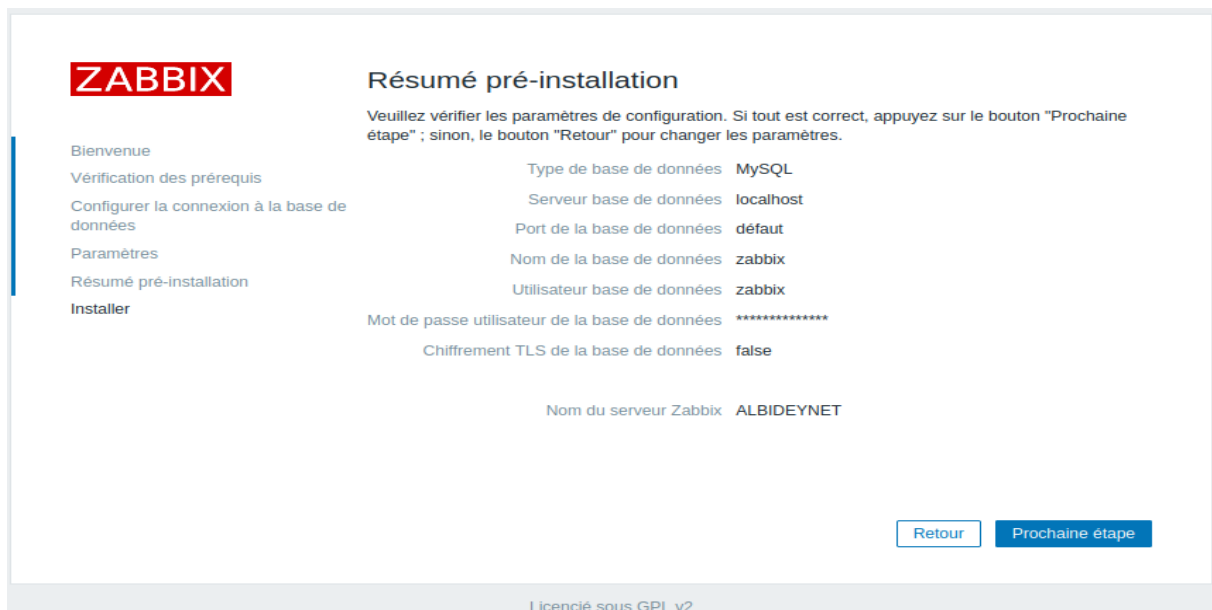 ZABBIX
Résumé pré-installation
Veuillez vérifier les paramètres de configuration. Si tout est correct, appuyez sur le bouton "Prochaine
étape" ; sinon, le bouton "Retour" pour changer les paramètres.
Bienvenue
Vérification des prérequis
Configurer la connexion à la base de
données
Paramètres
Résumé pré-installation
Installer
Type de base de données MySQL
Serveur base de données localhost
Port de la base de données défaut
Nom de la base de données zabbix
Utilisateur base de données zabbix
Mot de passe utilisateur de la base de données **************
Chiffrement TLS de la base de données false
Nom du serveur Zabbix ALBIDEYNET
Retour Prochaine étape
Licencié sous GPL v2